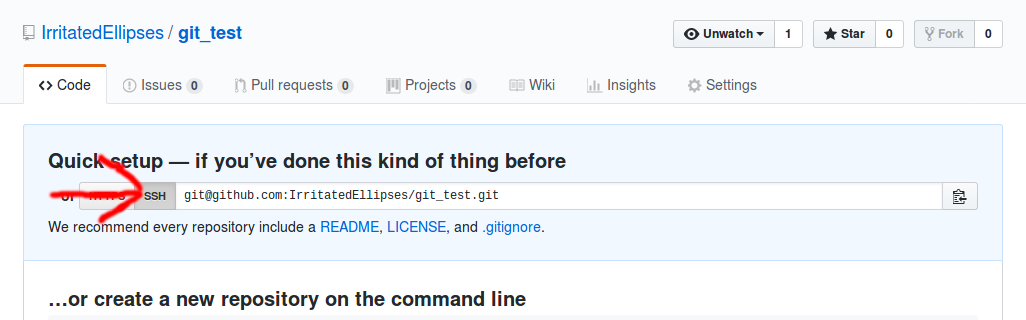 IrritatedEllipses / git_test
Unwatch 1 Star 0 Fork 0
Code Issues 0 Pull requests 0 Projects 0 Wiki Insights Settings
Quick setup — if you’ve done this kind of thing before
or HTTPS SSH git@github.com:IrritatedEllipses/git_test.git
We recommend every repository include a README, LICENSE, and .gitignore.
…or create a new repository on the command line